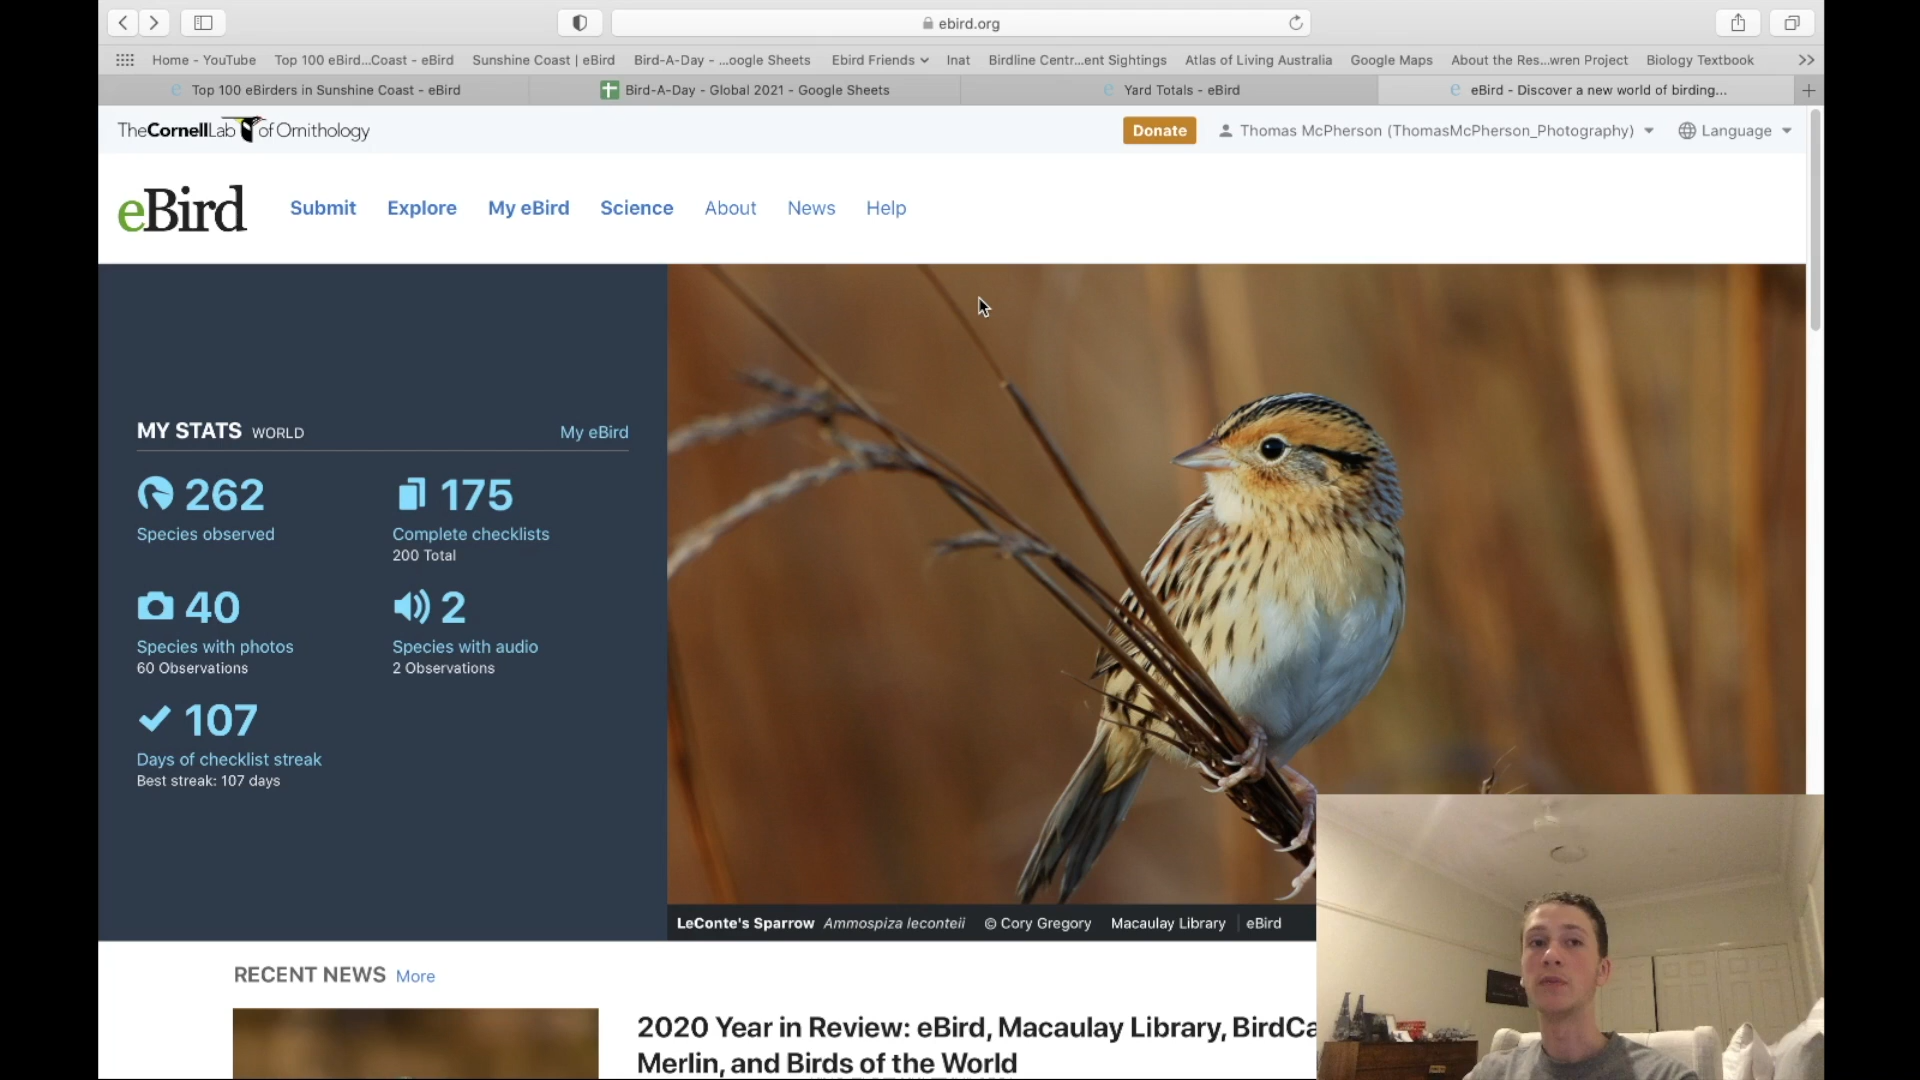 ebird.org
Home - YouTube Top 100 eBird...Coast - eBird Sunshine Coast | eBird Bird-A-Day - ...oogle Sheets Ebird Friends Inat Birdline Centr...ent Sightings Atlas of Living Australia Google Maps About the Res...wren Project Biology Textbook
Top 100 eBirders in Sunshine Coast - eBird Bird-A-Day - Global 2021 - Google Sheets Yard Totals - eBird eBird - Discover a new world of birding...
TheCornellLab of Ornithology Donate Thomas McPherson (ThomasMcPherson_Photography) Language
eBird Submit Explore My eBird Science About News Help
MY STATS WORLD My eBird
262 175
Species observed Complete checklists
200 Total
40 2
Species with photos Species with audio
60 Observations 2 Observations
107
Days of checklist streak
Best streak: 107 days
LeConte's Sparrow Ammospiza leconteii © Cory Gregory Macaulay Library eBird
RECENT NEWS More
2020 Year in Review: eBird, Macaulay Library, BirdCa
Merlin, and Birds of the World